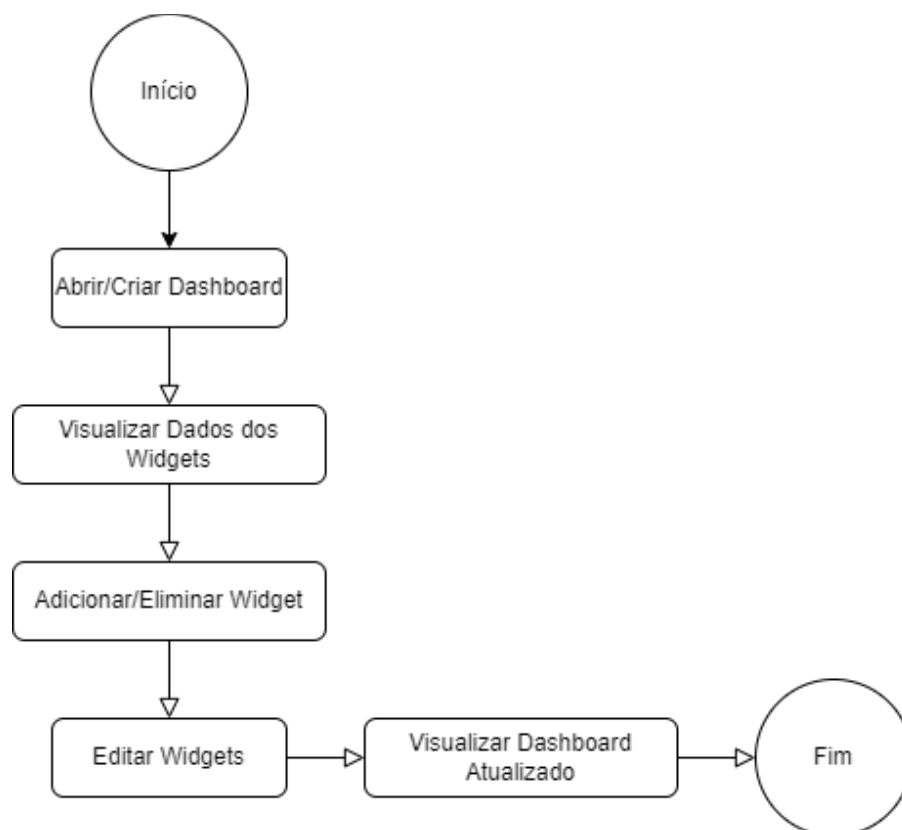 Início
Abrir/Criar Dashboard
Visualizar Dados dos
Widgets
Adicionar/Eliminar Widget
Editar Widgets
Visualizar Dashboard
Atualizado
Fim